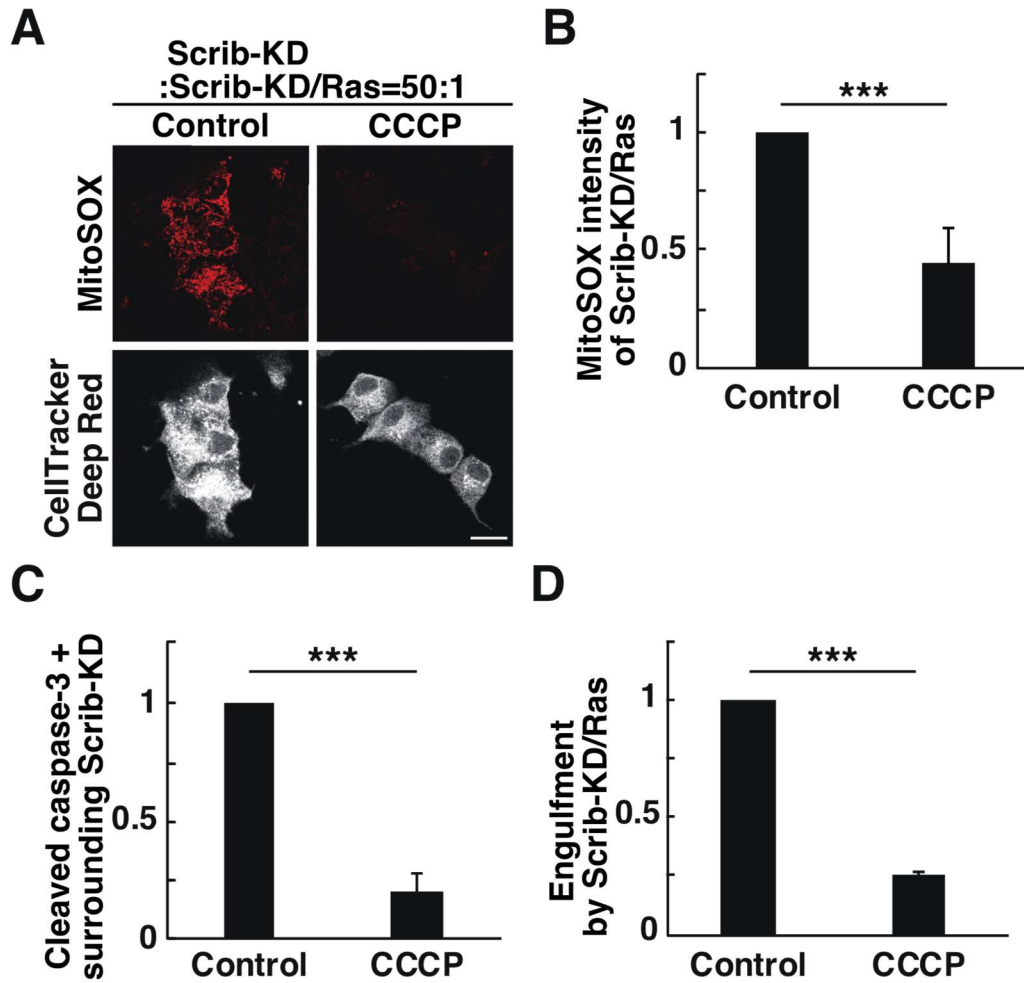 A
Scrib-KD
:Scrib-KD/Ras=50:1
Control
CCCP
MitoSOX
CellTracker
Deep Red
B
MitoSOX intensity
of Scrib-KD/Ras
***
1
0.5
0
Control
CCCP
C
Cleaved caspase-3 +
surrounding Scrib-KD
***
1
0.5
0
Control
CCCP
D
Engulfment
by Scrib-KD/Ras
***
1
0.5
0
Control
CCCP